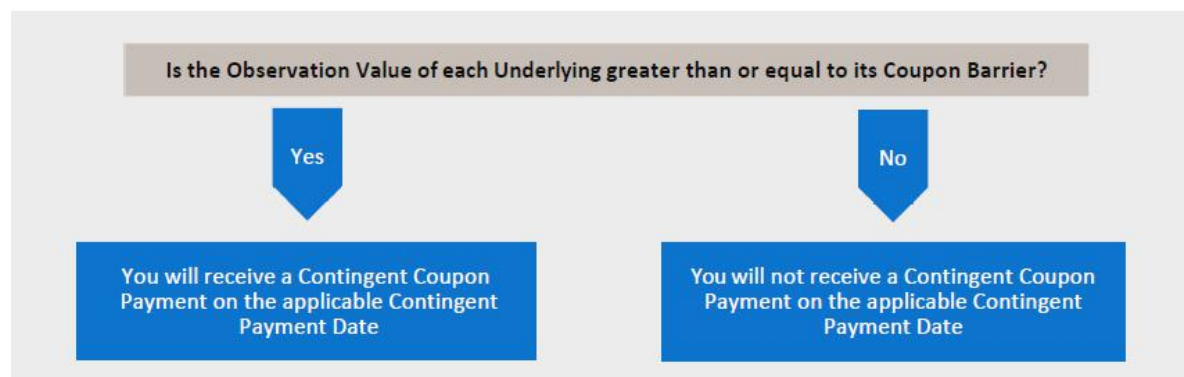 Is the Observation Value of each Underlying greater than or equal to its Coupon Barrier?
Yes
No
You will receive a Contingent Coupon
Payment on the applicable Contingent
Payment Date
You will not receive a Contingent Coupon
Payment on the applicable Contingent
Payment Date